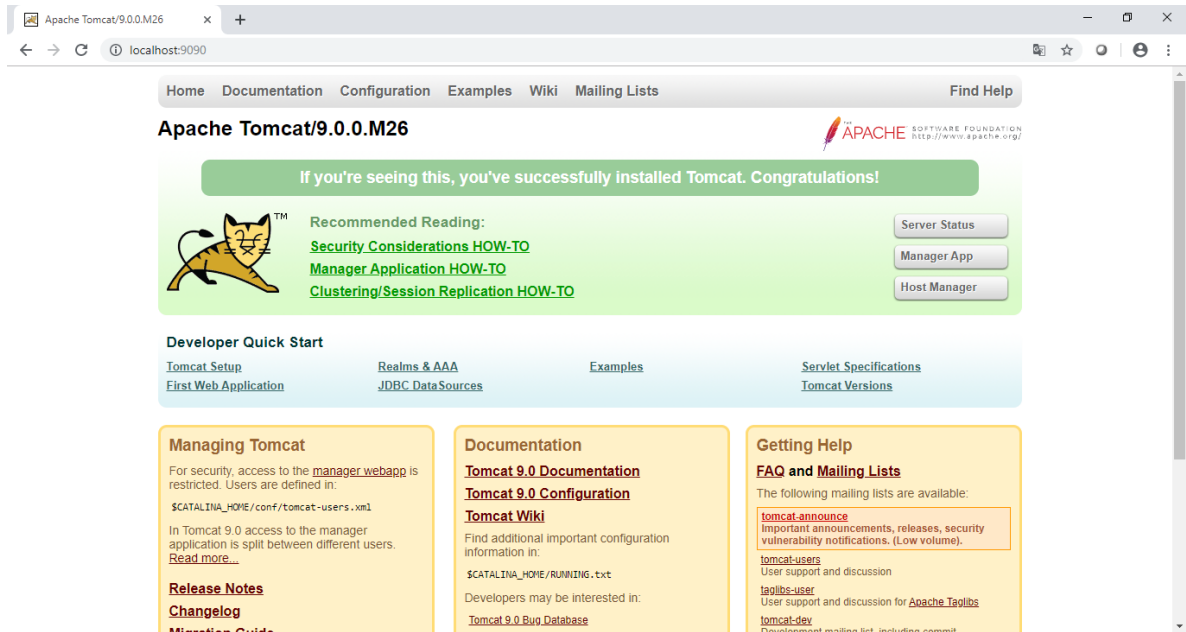 Apache Tomcat/9.0.0.M26
localhost:9090
Home Documentation Configuration Examples Wiki Mailing Lists Find Help
Apache Tomcat/9.0.0.M26
THE
APACHE SOFTWARE FOUNDATION
http://www.apache.org/
If you're seeing this, you've successfully installed Tomcat. Congratulations!
TM
Recommended Reading:
Security Considerations HOW-TO
Manager Application HOW-TO
Clustering/Session Replication HOW-TO
Server Status
Manager App
Host Manager
Developer Quick Start
Tomcat Setup
First Web Application
Realms & AAA
JDBC DataSources
Examples
Servlet Specifications
Tomcat Versions
Managing Tomcat
For security, access to the manager webapp is
restricted. Users are defined in:
$CATALINA_HOME/conf/tomcat-users.xml
In Tomcat 9.0 access to the manager
application is split between different users.
Read more...
Release Notes
Changelog
Migration Guide
Documentation
Tomcat 9.0 Documentation
Tomcat 9.0 Configuration
Tomcat Wiki
Find additional important configuration
information in:
$CATALINA_HOME/RUNNING.txt
Developers may be interested in:
Tomcat 9.0 Bug Database
Getting Help
FAQ and Mailing Lists
The following mailing lists are available:
tomcat-announce
Important announcements, releases, security
vulnerability notifications. (Low volume).
tomcat-users
User support and discussion
taglibs-user
User support and discussion for Apache Taglibs
tomcat-dev
Development mailing list, including commit